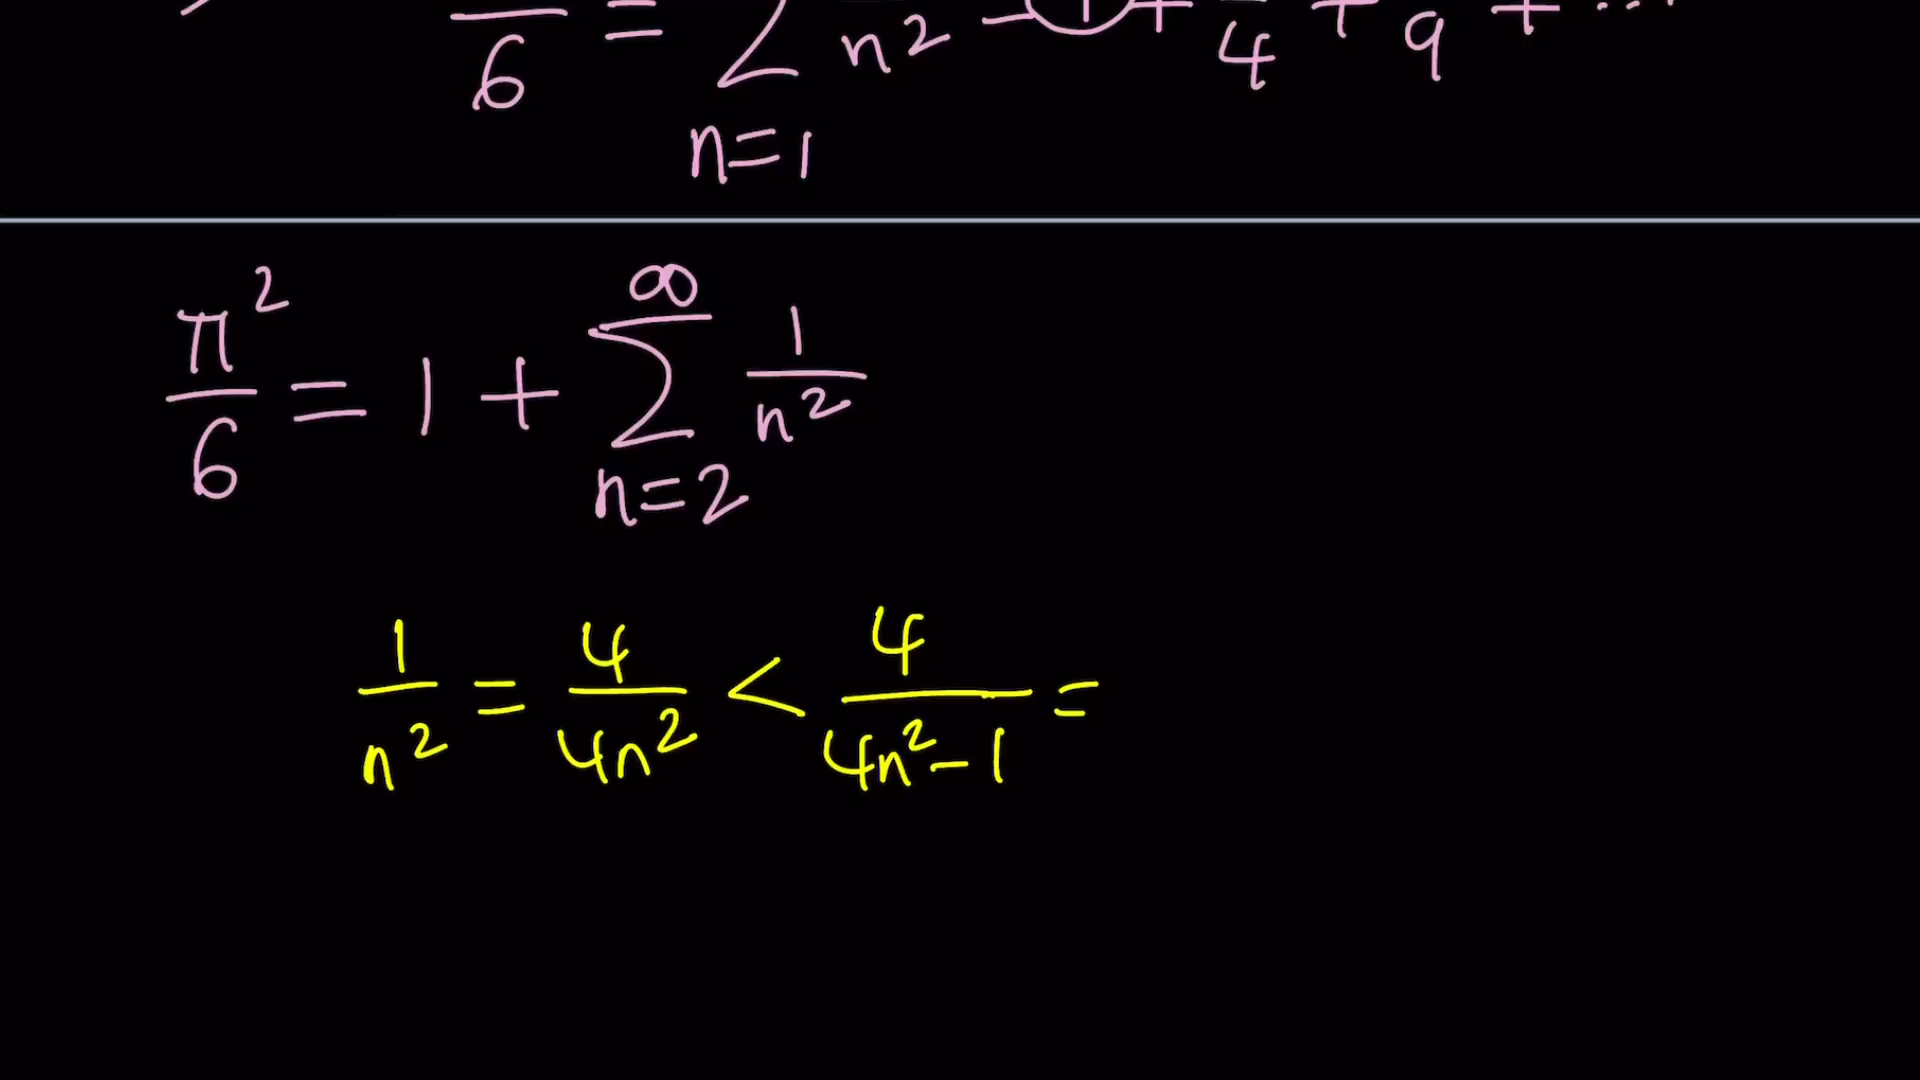 6 = ∑ n² - 1 + 4 + 9 + ...
n=1
π²/6 = 1 + ∑ 1/n²
∞
n=2
1/n² = 4/4n² < 4/4n²-1 =